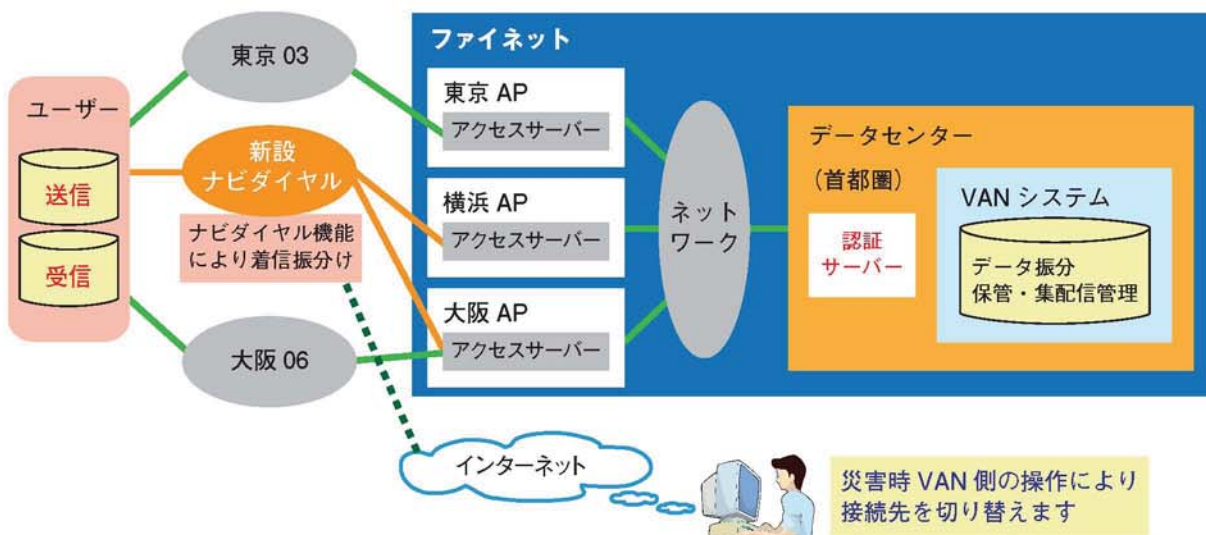 ユーザー
送信
受信
東京 03
新設
ナビダイヤル
ナビダイヤル機能
により着信振分け
大阪 06
ファイネット
東京 AP
アクセスサーバー
横浜 AP
アクセスサーバー
大阪 AP
アクセスサーバー
ネット
ワーク
データセンター
(首都圏)
認証
サーバー
VAN システム
データ振分
保管・集配信管理
インターネット
災害時 VAN 側の操作により
接続先を切り替えます